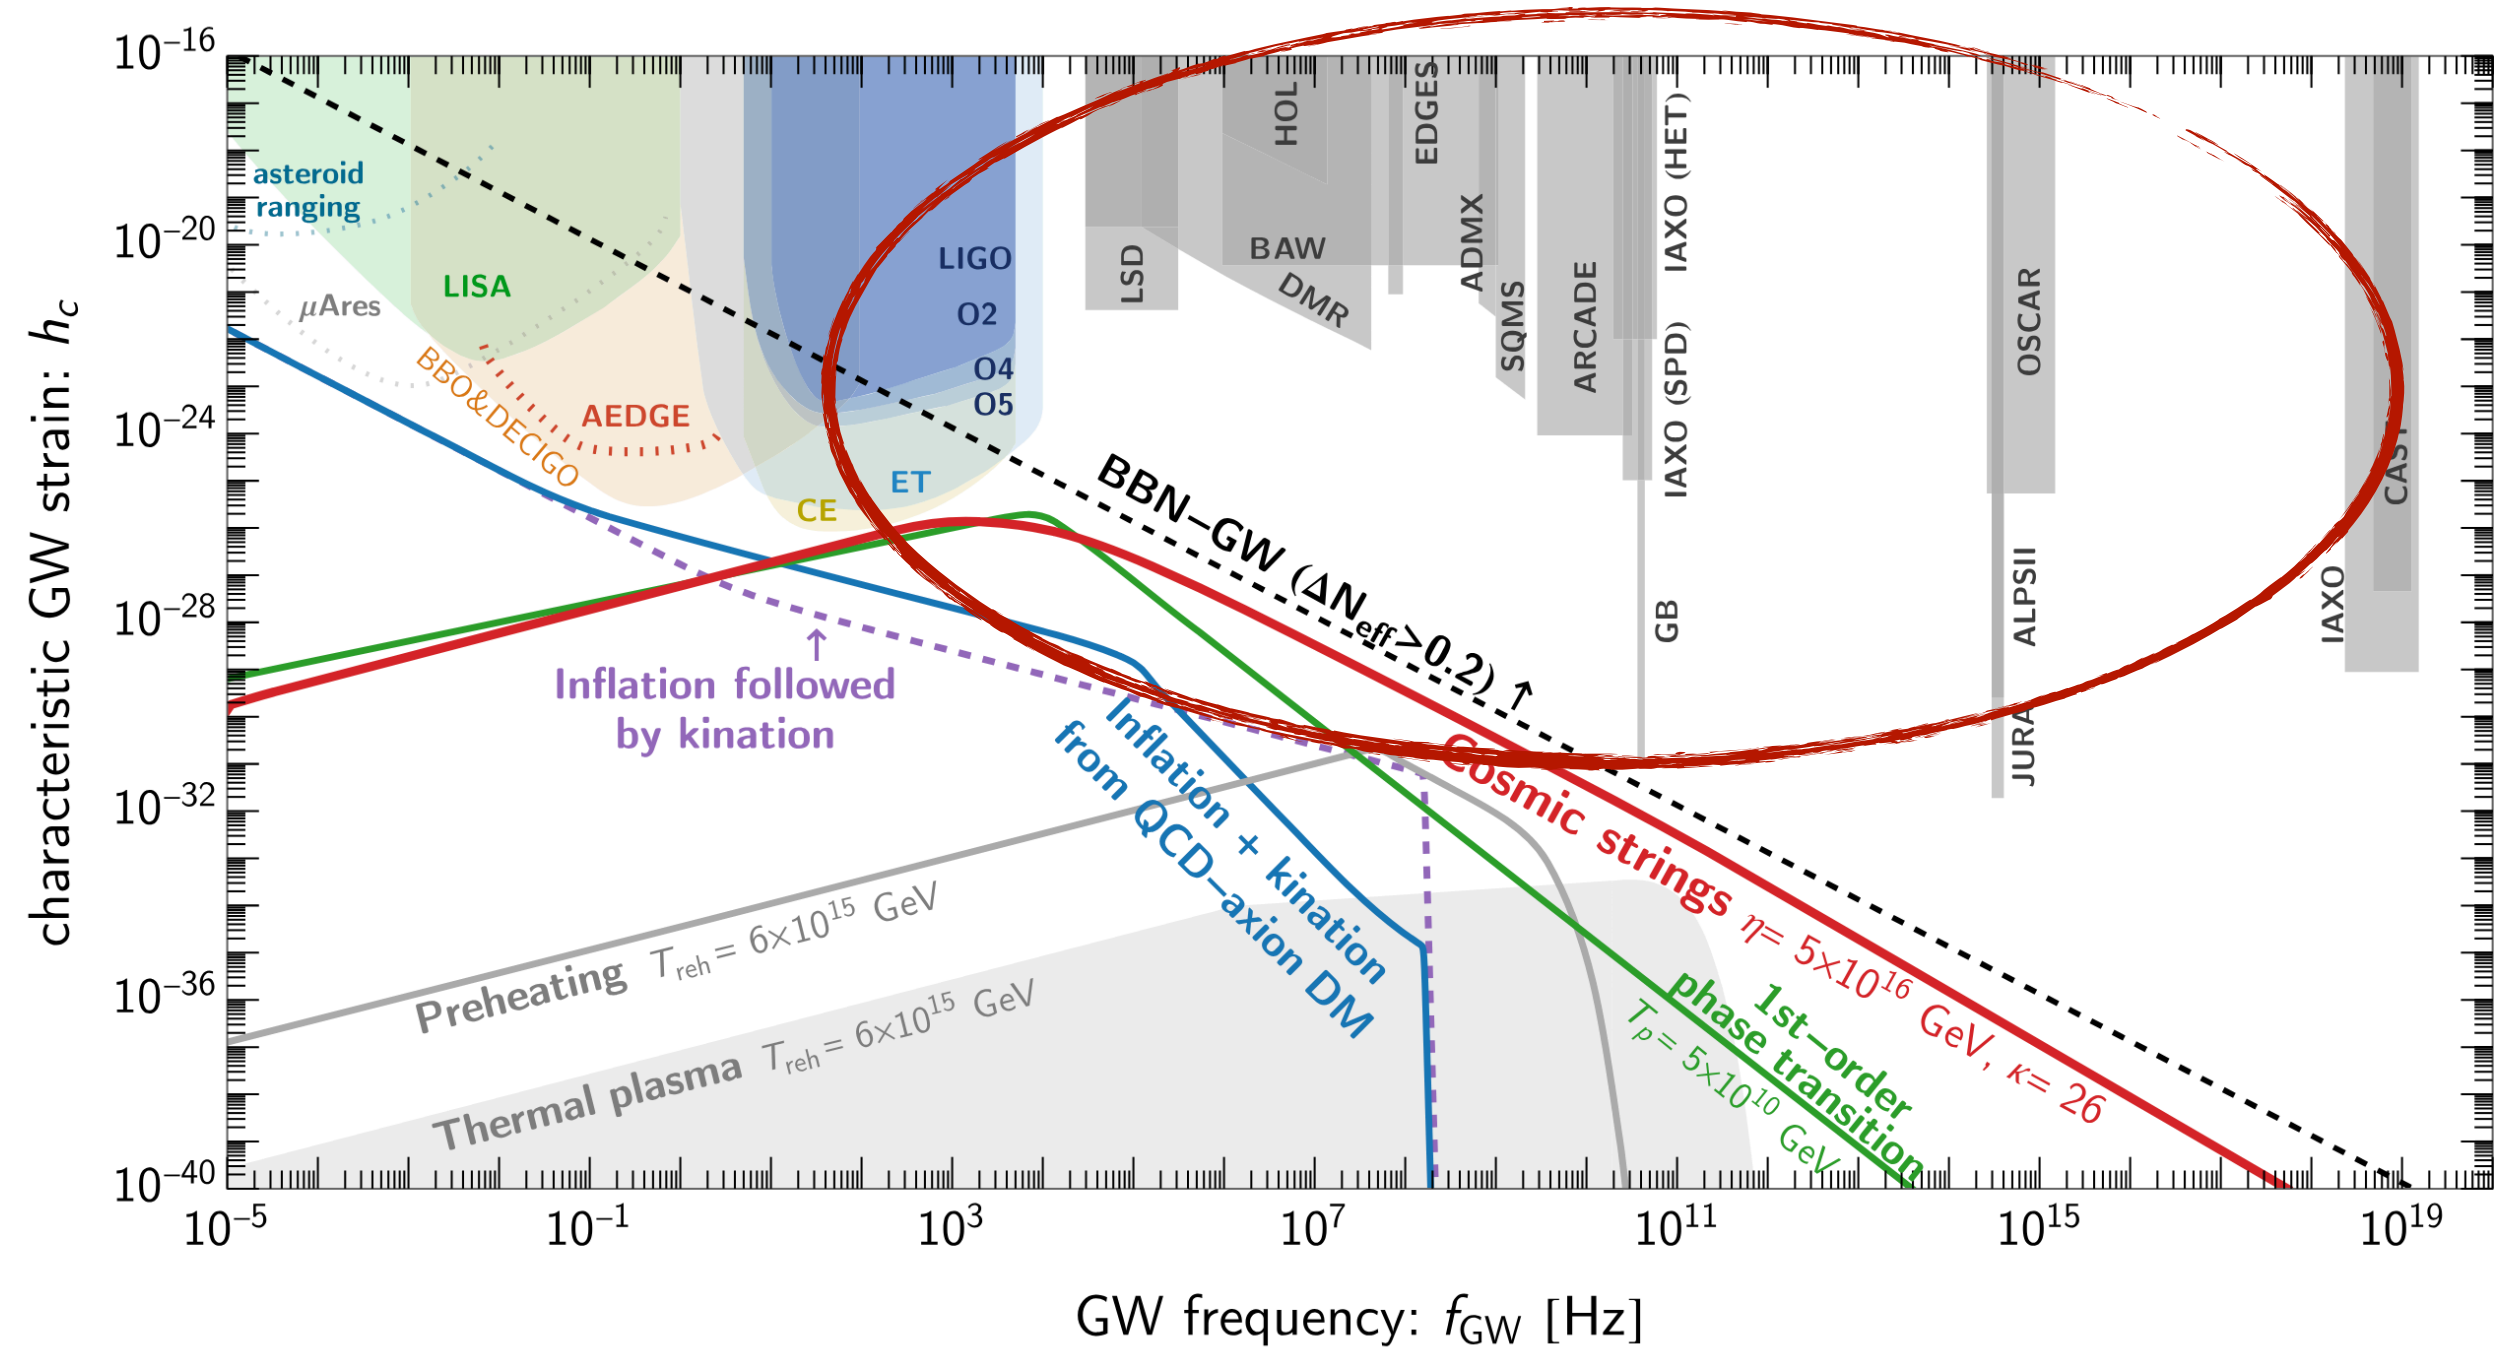 characteristic GW strain: h_c
10^−16
10^−20
10^−24
10^−28
10^−32
10^−36
10^−40
asteroid
ranging
μAres
LISA
BBO&DECIGO
AEDGE
CE
ET
LIGO
O2
O4
O5
LSD
HOL
BAW
DMR
EDGES
ADMX
SQMS
ARCADE
IAXO (HET)
IAXO (SPD)
GB
OSCAR
ALPSII
JURA
IAXO
CAST
BBN−GW (ΔN_eff>0.2) ↗
Inflation followed
by kination
Inflation + kination
from QCD−axion DM
Cosmic strings η= 5×10^16 GeV, κ= 26
1st−order
phase transition
T_p= 5×10^10 GeV
Preheating T_reh= 6×10^15 GeV
Thermal plasma T_reh= 6×10^15 GeV
10^−5
10^−1
10^3
10^7
10^11
10^15
10^19
GW frequency: f_GW [Hz]